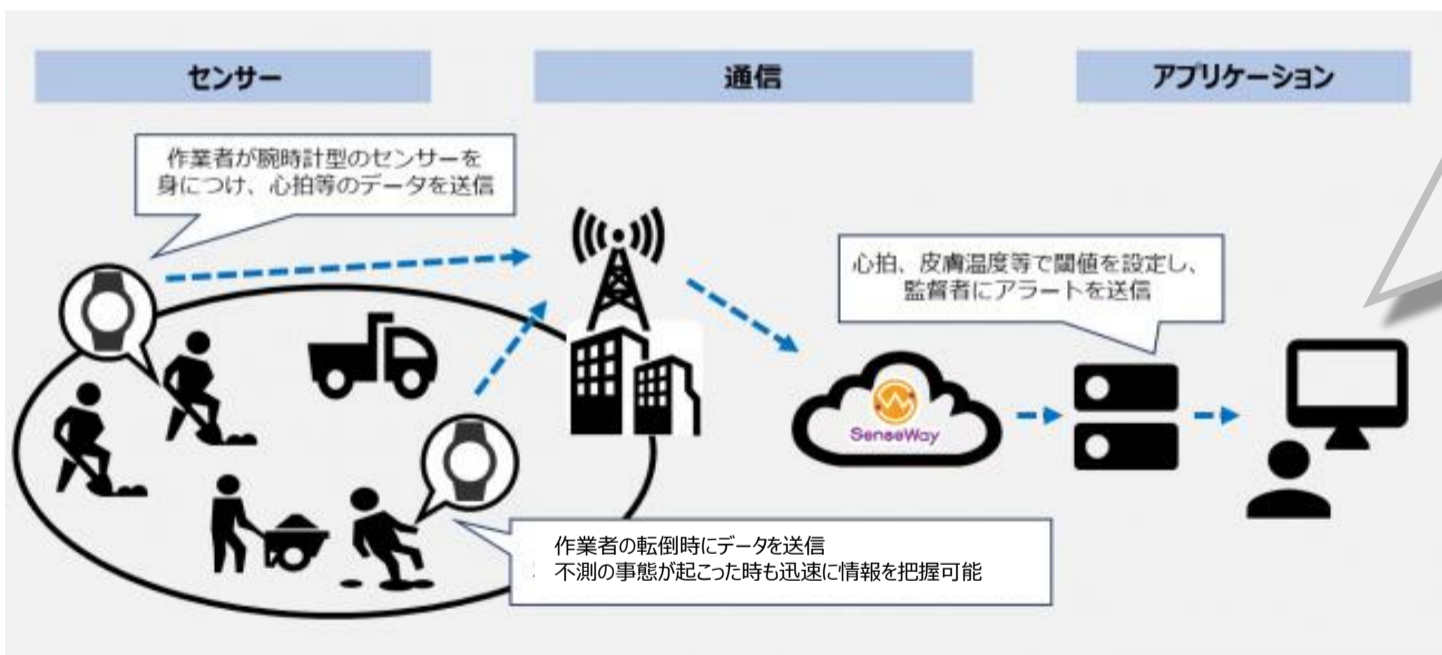 センサー
通信
アプリケーション
作業者が腕時計型のセンサーを
身につけ、心拍等のデータを送信
心拍、皮膚温度等で閾値を設定し、
監督者にアラートを送信
SenseWay
作業者の転倒時にデータを送信
不測の事態が起こった時も迅速に情報を把握可能